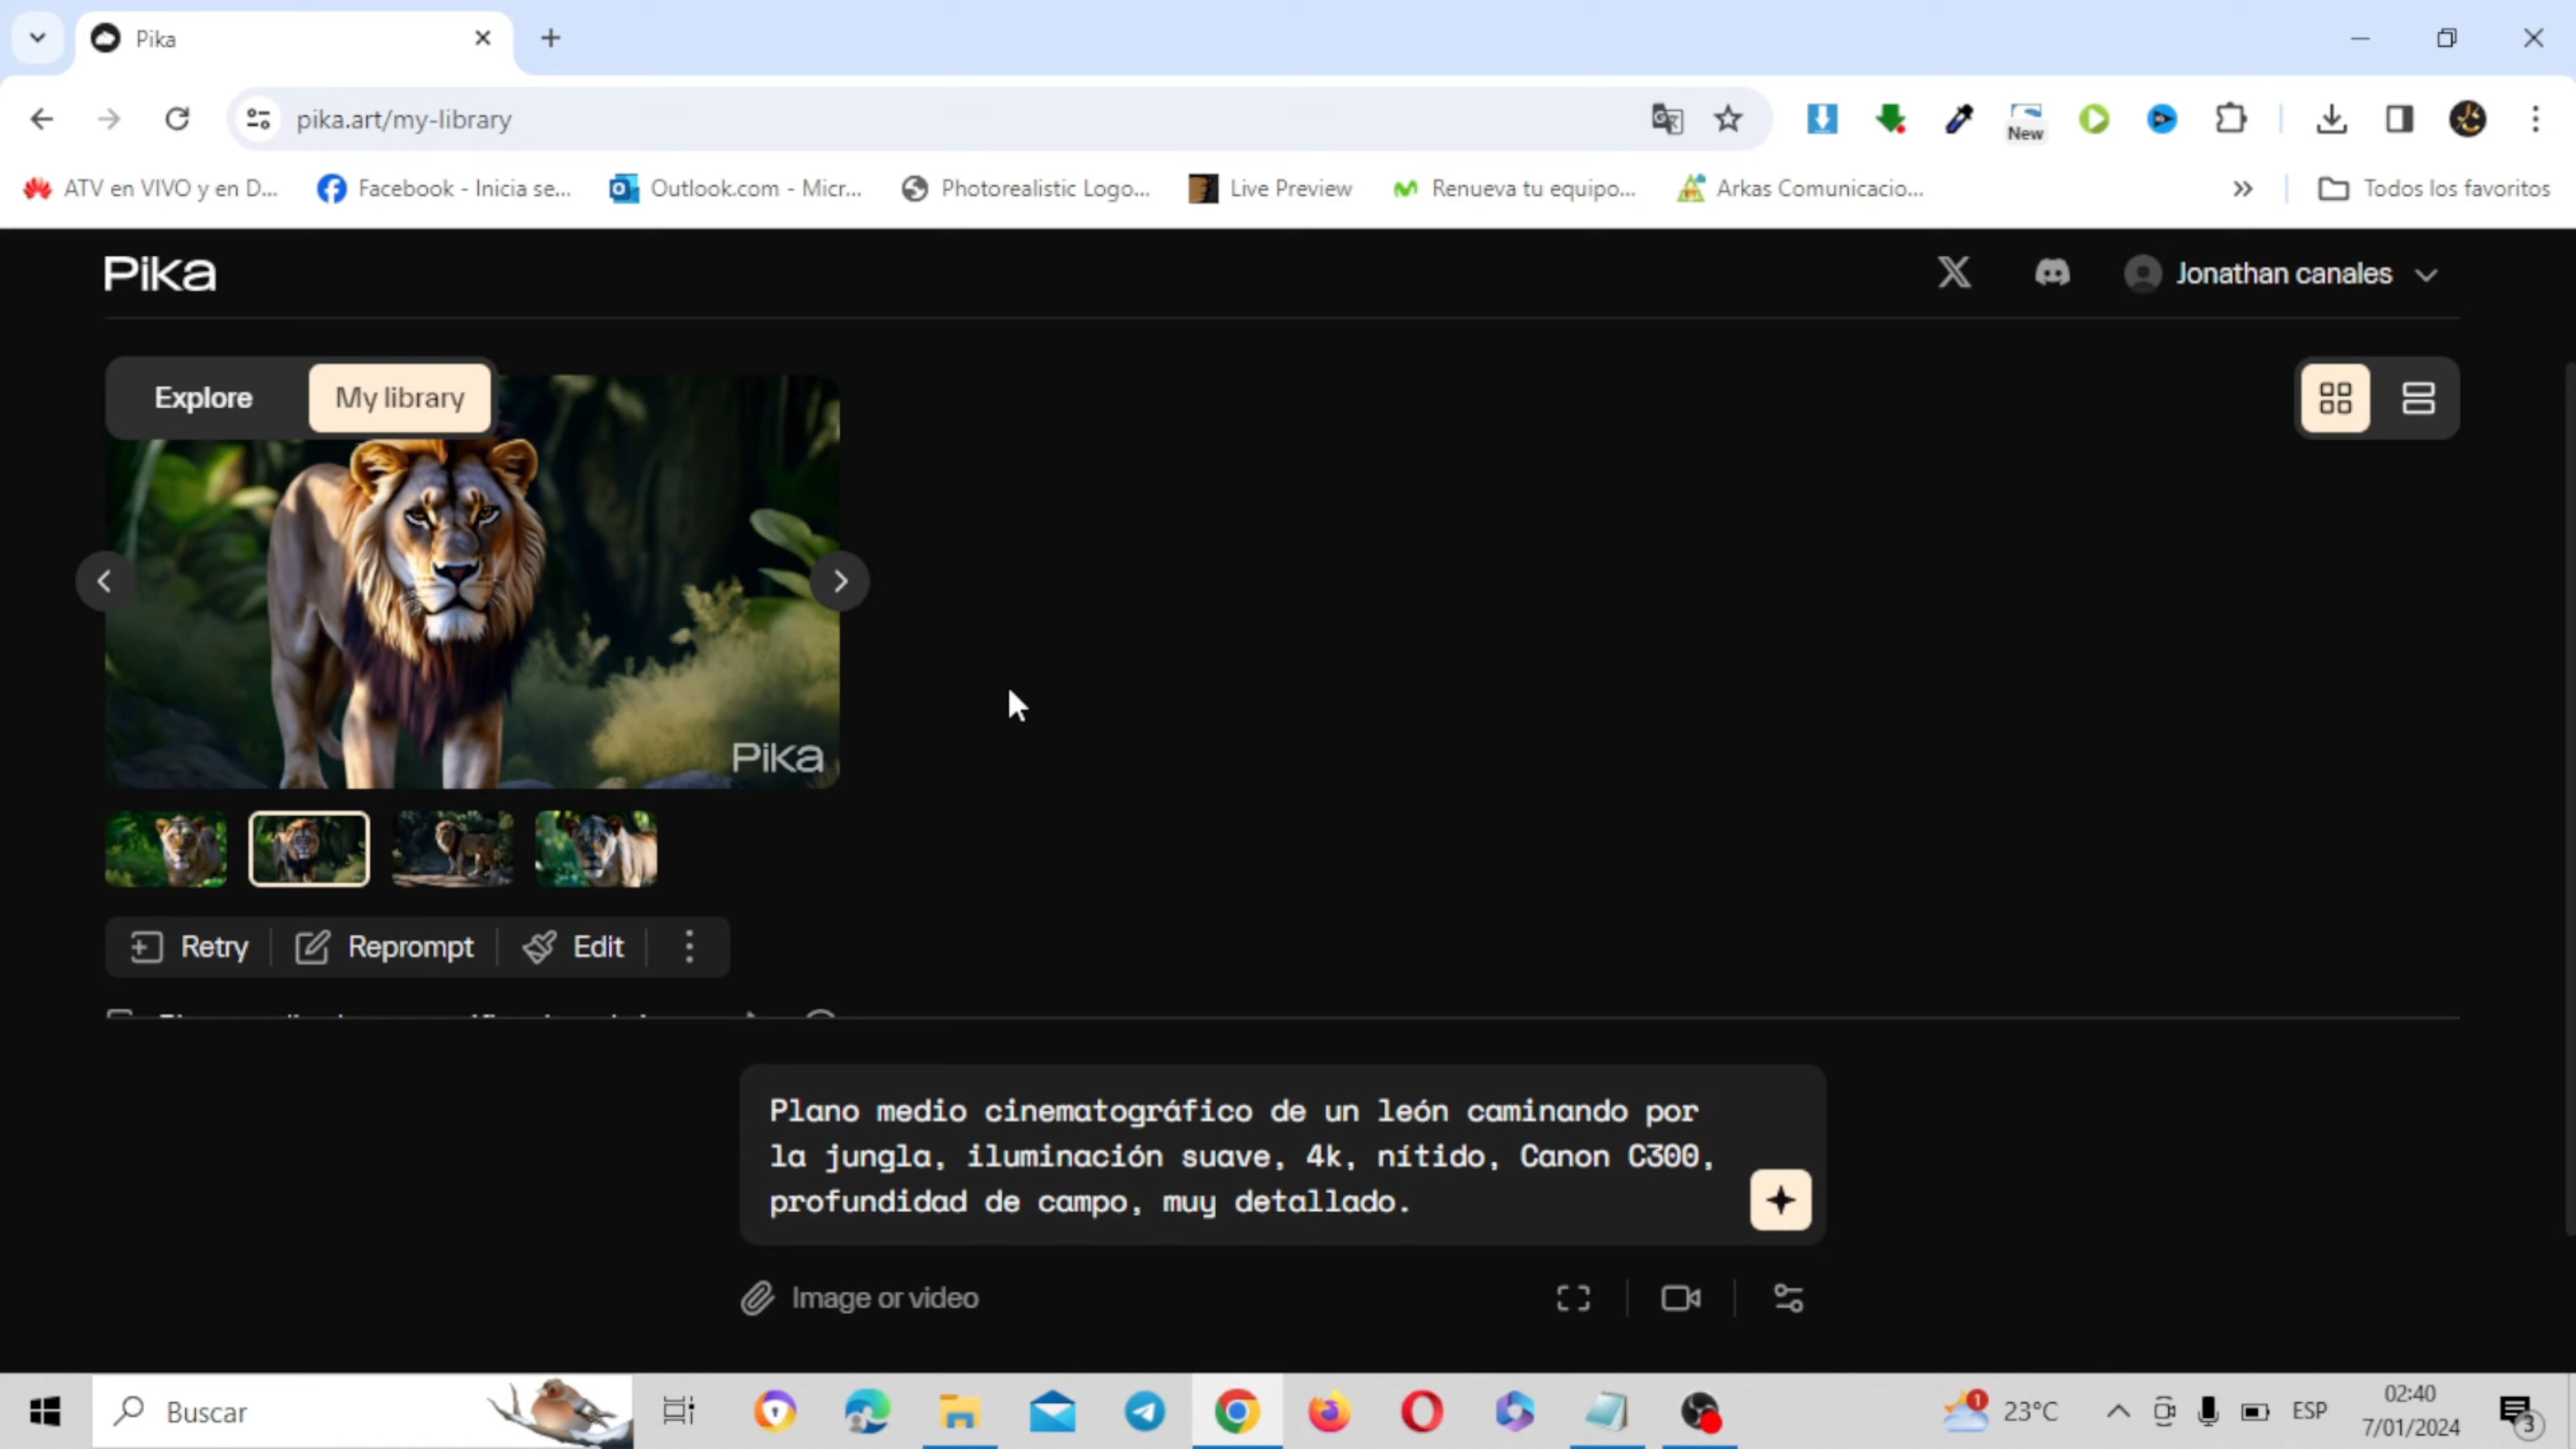 Pika
pika.art/my-library
New
ATV en VIVO y en D...
Facebook - Inicia se...
Outlook.com - Micr...
Photorealistic Logo...
Live Preview
Renueva tu equipo...
Arkas Comunicacio...
Todos los favoritos
Pika
Jonathan canales
Explore
My library
Pika
Retry
Reprompt
Edit
Plano medio cinematográfico de un león caminando por
la jungla, iluminación suave, 4k, nítido, Canon C300,
profundidad de campo, muy detallado.
Image or video
Buscar
1
23°C
ESP
02:40
7/01/2024
3